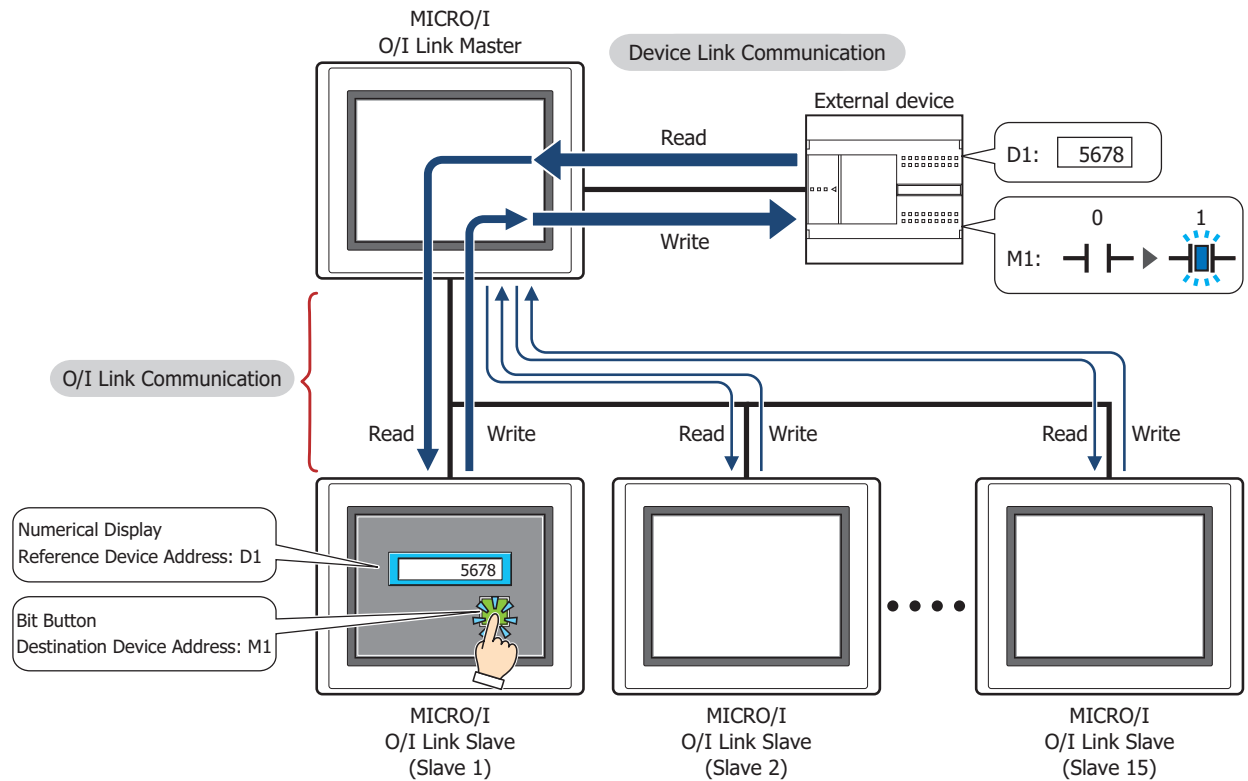 MICRO/I
O/I Link Master
Device Link Communication
External device
Read
D1: 5678
Write
0 1
M1:
O/I Link Communication
Read Write Read Write Read Write
Numerical Display
Reference Device Address: D1
5678
Bit Button
Destination Device Address: M1
MICRO/I
O/I Link Slave
(Slave 1)
MICRO/I
O/I Link Slave
(Slave 2)
MICRO/I
O/I Link Slave
(Slave 15)